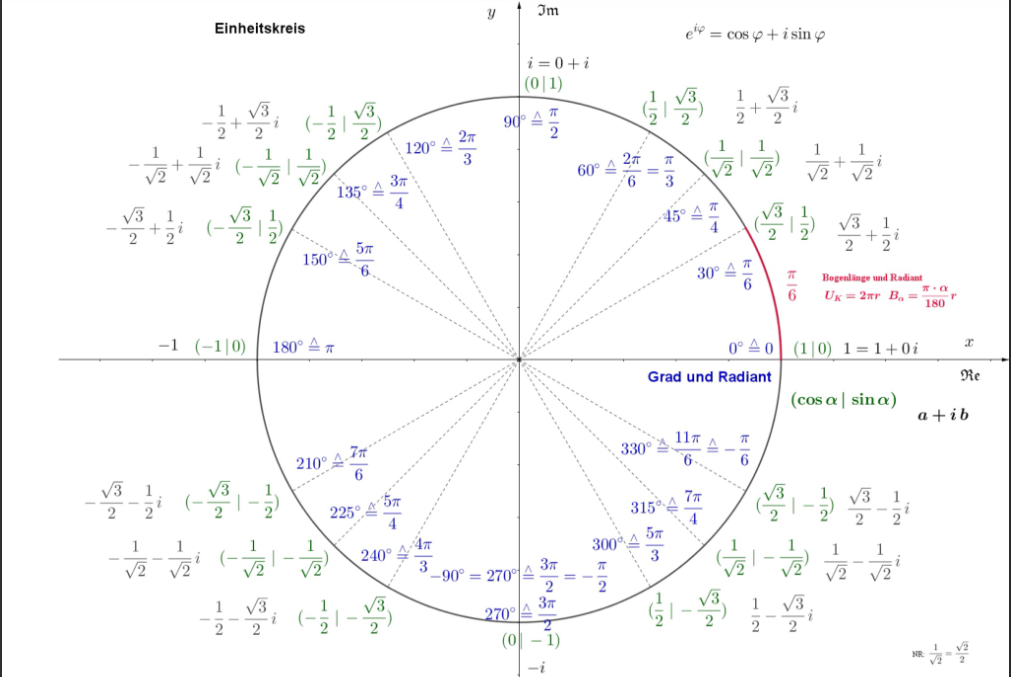 y ℑm
Einheitskreis
e^{iφ} = cos φ + i sin φ
i = 0 + i
(0 | 1)
90° ≙ π/2
-1/2 + √3/2 i (-1/2 | √3/2)
120° ≙ 2π/3
(1/2 | √3/2) 1/2 + √3/2 i
60° ≙ 2π/6 = π/3
-1/√2 + 1/√2 i (-1/√2 | 1/√2)
135° ≙ 3π/4
(1/√2 | 1/√2) 1/√2 + 1/√2 i
45° ≙ π/4
-√3/2 + 1/2 i (-√3/2 | 1/2)
150° ≙ 5π/6
(√3/2 | 1/2) √3/2 + 1/2 i
30° ≙ π/6
π/6
Bogenlänge und Radiant
U_K = 2πr B_α = π·α/180 r
-1 (-1 | 0) 180° ≙ π
0° ≙ 0 (1 | 0) 1 = 1 + 0i x
Grad und Radiant
ℜe
(cos α | sin α)
a + i b
210° ≙ 7π/6
330° ≙ 11π/6 ≙ -π/6
-√3/2 - 1/2 i (-√3/2 | -1/2)
225° ≙ 5π/4
315° ≙ 7π/4
(√3/2 | -1/2) √3/2 - 1/2 i
-1/√2 - 1/√2 i (-1/√2 | -1/√2)
240° ≙ 4π/3
300° ≙ 5π/3
(1/√2 | -1/√2) 1/√2 - 1/√2 i
-90° = 270° ≙ 3π/2 = -π/2
-1/2 - √3/2 i (-1/2 | -√3/2)
270° ≙ 3π/2
(1/2 | -√3/2) 1/2 - √3/2 i
(0 | -1)
-i
NR: 1/√2 = √2/2